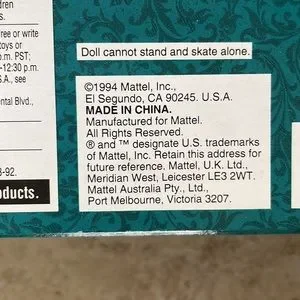 dren
ree or write
toys or
p.m. PST;
-12:30 p.m.
S.A., see
ental Blvd.,
3-92.
oducts.
Doll cannot stand and skate alone.
©1994 Mattel, Inc.,
El Segundo, CA 90245. U.S.A.
MADE IN CHINA.
Manufactured for Mattel.
All Rights Reserved.
® and ™ designate U.S. trademarks
of Mattel, Inc. Retain this address for
future reference. Mattel, U.K. Ltd.,
Meridian West, Leicester LE3 2WT.
Mattel Australia Pty., Ltd.,
Port Melbourne, Victoria 3207.